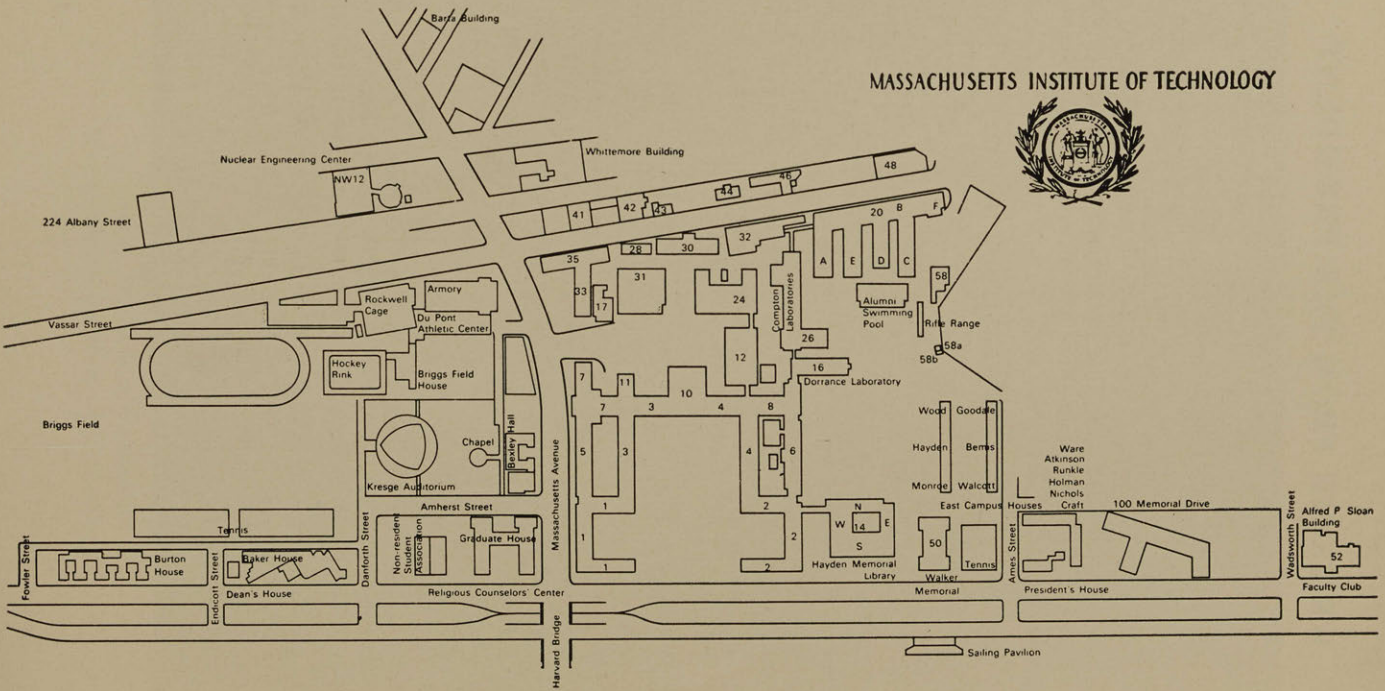 Barta Building
MASSACHUSETTS INSTITUTE OF TECHNOLOGY
MASSACHUSETTS
INSTITUTE OF TECHNOLOGY
Nuclear Engineering Center
Whittemore Building
NW12
48
46
44
224 Albany Street
41
42
43
20
B
F
35
28
30
32
A
E
D
C
58
31
33
17
24
Compton
Laboratories
Armory
Rockwell
Cage
Du Pont
Athletic Center
Vassar Street
Alumni
Swimming
Pool
Rifle Range
26
58a
58b
12
16
Dorrance Laboratory
Hockey
Rink
Briggs Field
House
7
11
10
7
3
4
8
Briggs Field
Wood
Goodale
Hayden
Bemis
Monroe
Walcott
East Campus Houses
Chapel
Bexley Hall
Massachusetts Avenue
5
3
4
6
Kresge Auditorium
Ware
Atkinson
Runkle
Holman
Nichols
Craft
100 Memorial Drive
Amherst Street
1
2
N
W
14
E
S
Wadsworth Street
Alfred P Sloan
Building
52
Faculty Club
Tennis
Danforth Street
Non-resident
Student
Association
Graduate House
1
2
50
Tennis
Ames Street
Fowler Street
Burton
House
Endicott Street
Baker House
1
2
Hayden Memorial
Library
Walker
Memorial
President's House
Dean's House
Religious Counselors' Center
Harvard Bridge
Sailing Pavilion